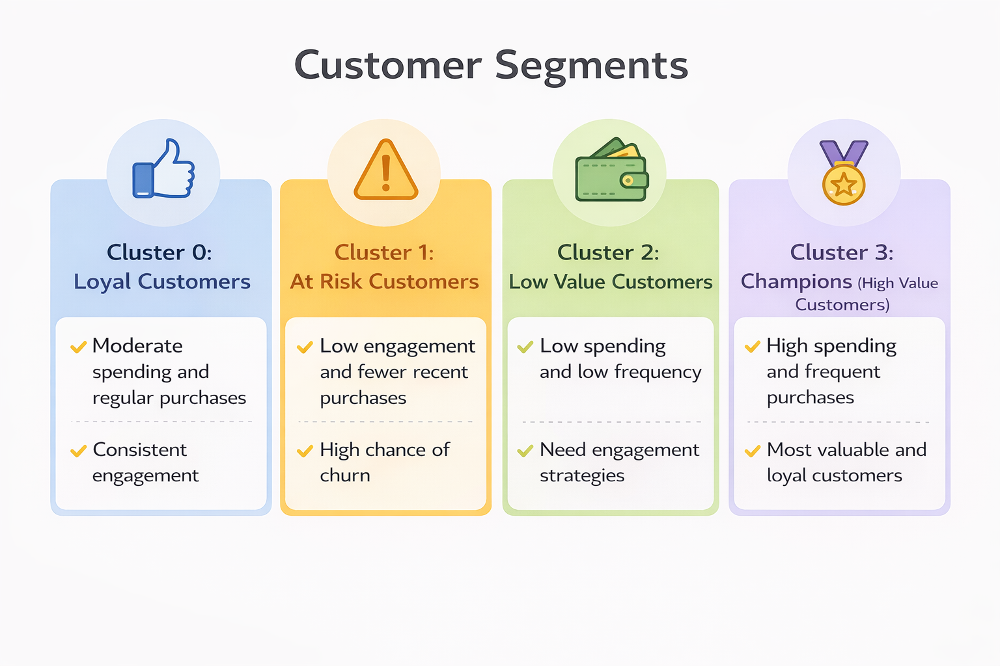 Customer Segments
Cluster 0:
Loyal Customers
Moderate
spending and
regular purchases
Consistent
engagement
Cluster 1:
At Risk Customers
Low engagement
and fewer recent
purchases
High chance of
churn
Cluster 2:
Low Value Customers
Low spending
and low frequency
Need engagement
strategies
Cluster 3:
Champions (High Value
Customers)
High spending
and frequent
purchases
Most valuable and
loyal customers